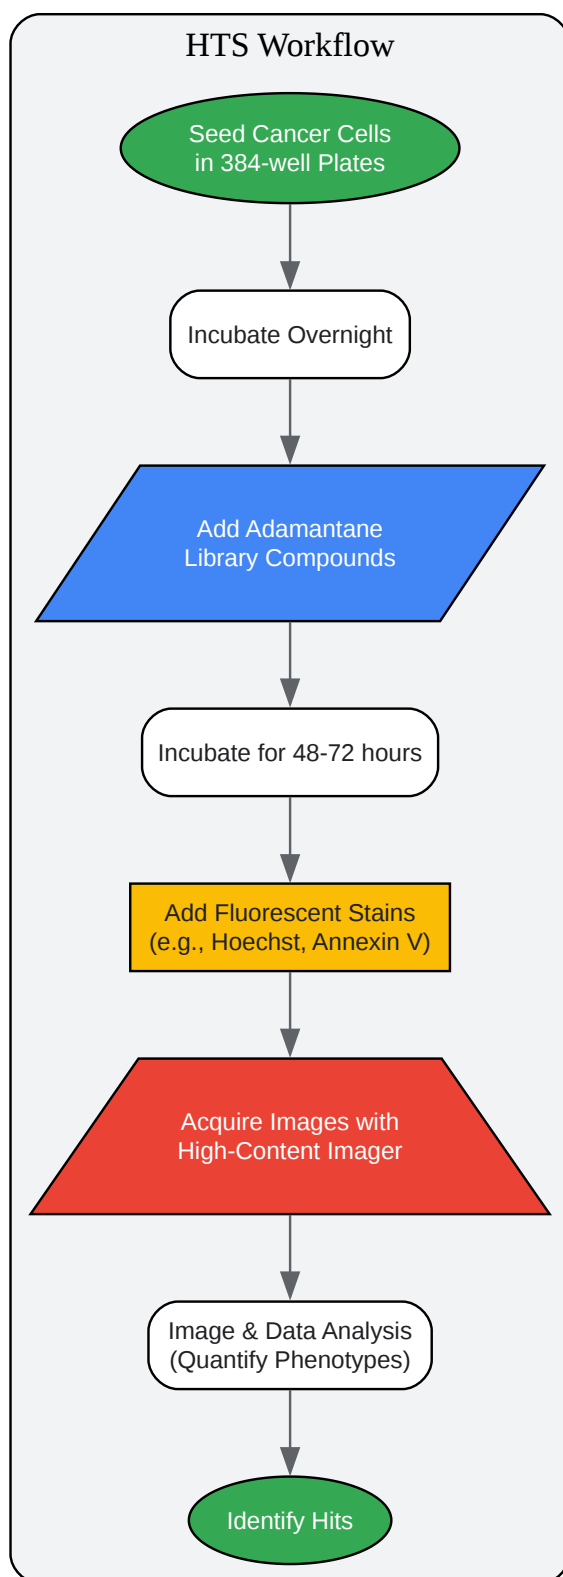 HTS Workflow
Seed Cancer Cells
in 384-well Plates
Incubate Overnight
Add Adamantane
Library Compounds
Incubate for 48-72 hours
Add Fluorescent Stains
(e.g., Hoechst, Annexin V)
Acquire Images with
High-Content Imager
Image & Data Analysis
(Quantify Phenotypes)
Identify Hits